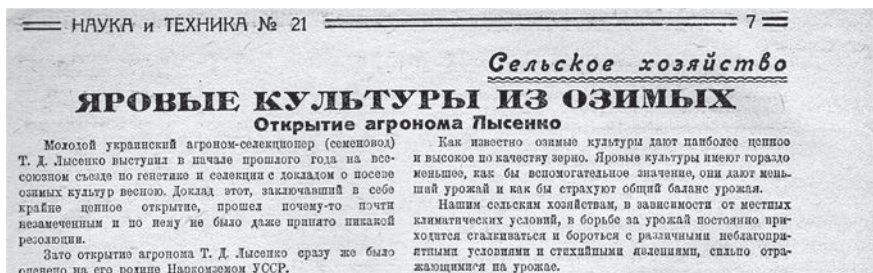 НАУКА и ТЕХНИКА № 21
7
Сельское хозяйство
ЯРОВЫЕ КУЛЬТУРЫ ИЗ ОЗИМЫХ
Открытие агронома Лысенко
Молодой украинский агроном-селекционер (семеновод)
Т. Д. Лысенко выступил в начале прошлого года на все-
союзном съезде по генетике и селекции с докладом о посеве
озимых культур весною. Доклад этот, заключавший в себе
крайне ценное открытие, прошел почему-то почти
незамеченным и по нему не было даже принято никакой
резолюции.
Зато открытие агронома Т. Д. Лысенко сразу же было
оценено на его родине Наркомземом УССР.
Как известно озимые культуры дают наиболее ценное
и высокое по качеству зерно. Яровые культуры имеют гораздо
меньшее, как бы вспомогательное значение, они дают мень-
ший урожай и как бы страхуют общий баланс урожая.
Нашим сельским хозяйствам, в зависимости от местных
климатических условий, в борьбе за урожай постоянно при-
ходится сталкиваться и бороться с различными неблагопри-
ятными условиями и стихийными явлениями, сильно отра-
жающимися на урожае.